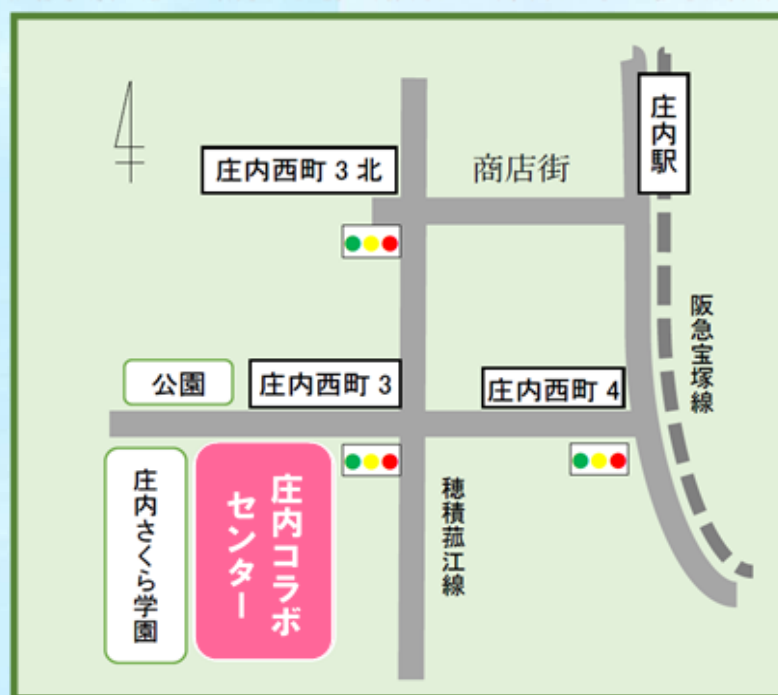 庄内駅
商店街
庄内西町3北
阪急宝塚線
公園
庄内西町3
庄内西町4
庄内さくら学園
庄内コラボ
センター
穂積菰江線